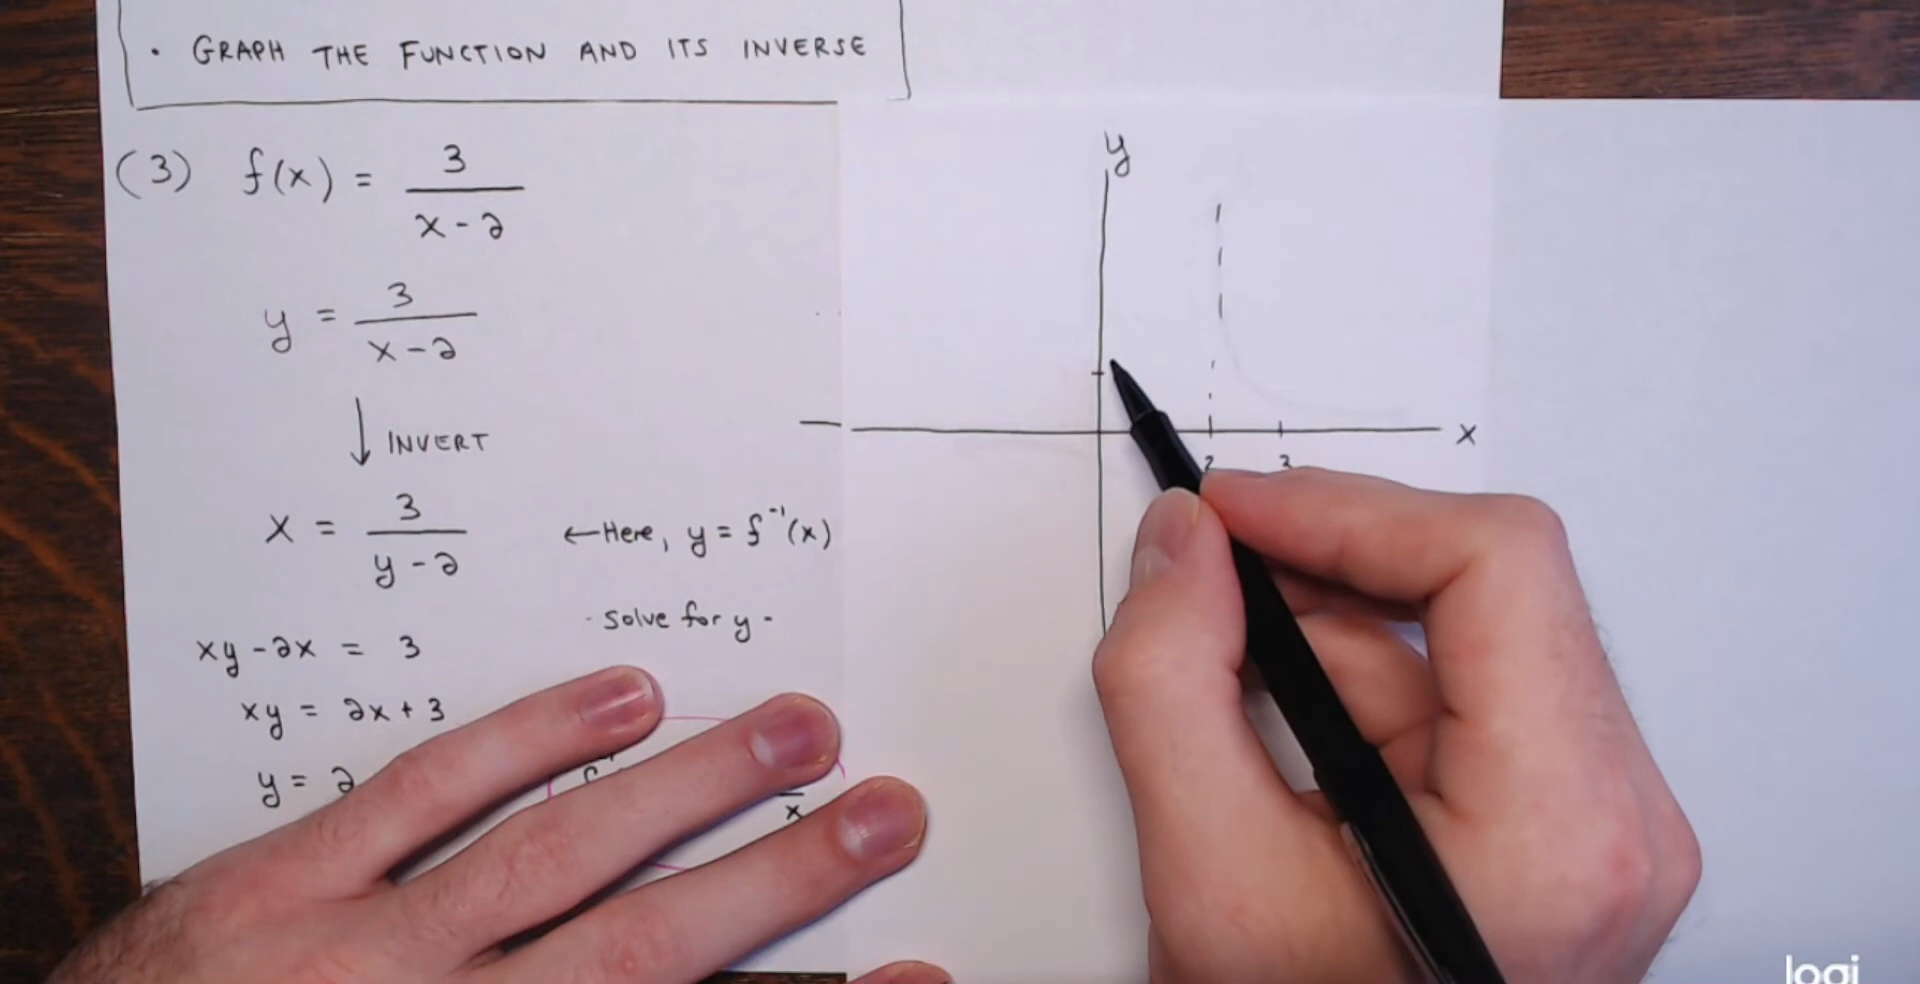 • GRAPH THE FUNCTION AND ITS INVERSE
(3) f(x) = 3/(x-2)
y = 3/(x-2)
↓ INVERT
x = 3/(y-2) ←Here, y = f⁻¹(x)
- Solve for y -
xy - 2x = 3
xy = 2x + 3
y = 2
x
y
x
2 3
logi